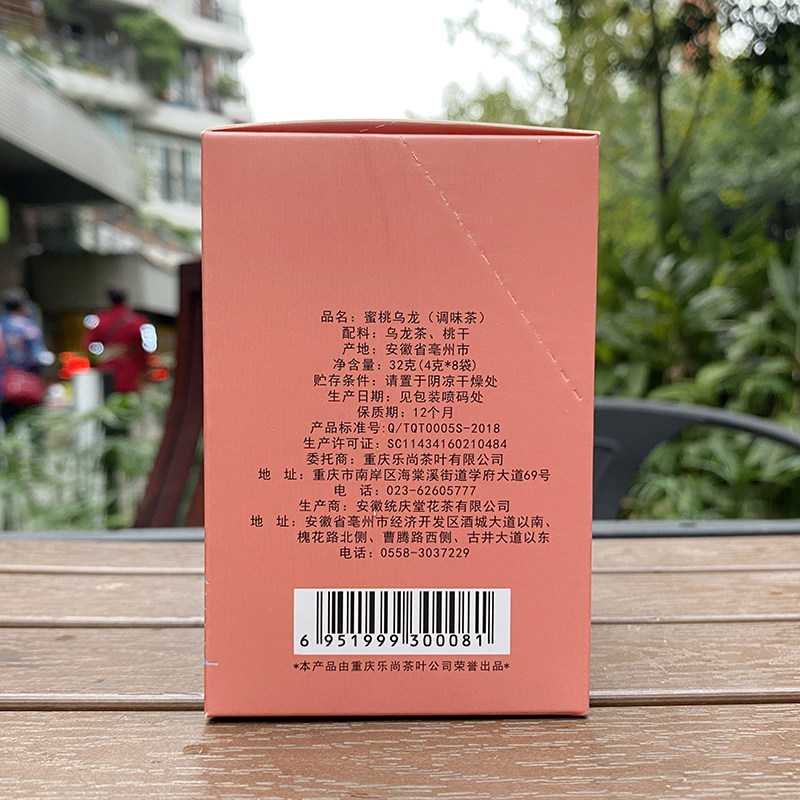 品名：蜜桃乌龙（调味茶）
配料：乌龙茶、桃干
产地：安徽省亳州市
净含量：32克(4克*8袋)
贮存条件：请置于阴凉干燥处
生产日期：见包装喷码处
保质期：12个月
产品标准号:Q/TQT0005S-2018
生产许可证：SC11434160210484
委托商：重庆乐尚茶叶有限公司
地 址：重庆市南岸区海棠溪街道学府大道69号
电 话：023-62605777
生产商：安徽统庆堂花茶有限公司
地 址：安徽省亳州市经济开发区酒城大道以南、
槐花路北侧、曹腾路西侧、古井大道以东
电话：0558-3037229
6 951999 300081
*本产品由重庆乐尚茶叶公司荣誉出品*